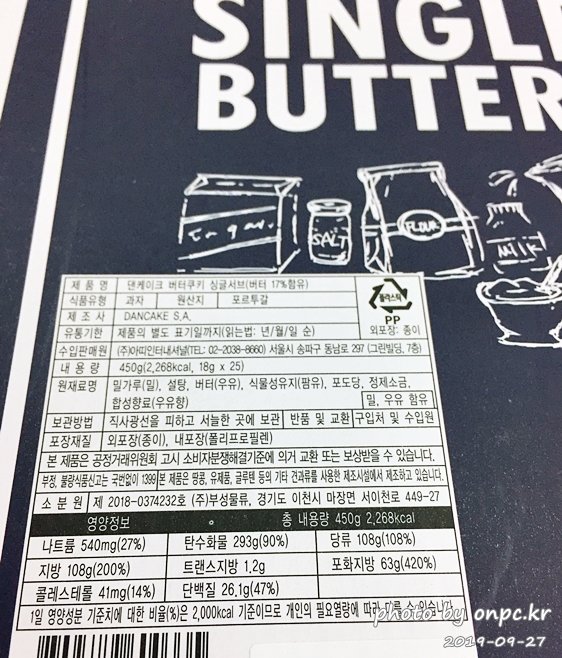 SINGL
BUTTER
Sugar
SALT
FLOUR
MILK
제 품 명 덴케이크 버터쿠키 싱글서브(버터 17%함유)
식품유형 과자 원산지 포르투갈
제 조 사 DANCAKE S.A.
유통기한 제품의 별도 표기일까지(읽는법: 년/월/일 순)
플라스틱
PP
외포장: 종이
수입판매원 (주)아띠인터내셔널(TEL: 02-2038-8660) 서울시 송파구 동남로 297 (그린빌딩, 7층)
내 용 량 450g(2,268kcal, 18g x 25)
원재료명 밀가루(밀), 설탕, 버터(우유), 식물성유지(팜유), 포도당, 정제소금,
합성향료(우유향) 밀, 우유 함유
보관방법 직사광선을 피하고 서늘한 곳에 보관 반품 및 교환 구입처 및 수입원
포장재질 외포장(종이), 내포장(폴리프로필렌)
본 제품은 공정거래위원회 고시 소비자분쟁해결기준에 의거 교환 또는 보상받을 수 있습니다.
부정, 불량식품신고는 국번없이 1399 본 제품은 땅콩, 유제품, 글루텐 등의 기타 견과류를 사용한 제조시설에서 제조하고 있습니다.
소 분 원 제 2018-0374232호 (주)부성물류, 경기도 이천시 마장면 서이천로 449-27
영양정보 총 내용량 450g 2,268kcal
나트륨 540mg(27%) 탄수화물 293g(90%) 당류 108g(108%)
지방 108g(200%) 트랜스지방 1.2g 포화지방 63g(420%)
콜레스테롤 41mg(14%) 단백질 26.1g(47%)
1일 영양성분 기준치에 대한 비율(%)은 2,000kcal 기준이므로 개인의 필요열량에 따라 다를 수 있습니다.
photo by onpc.kr
2019-09-27